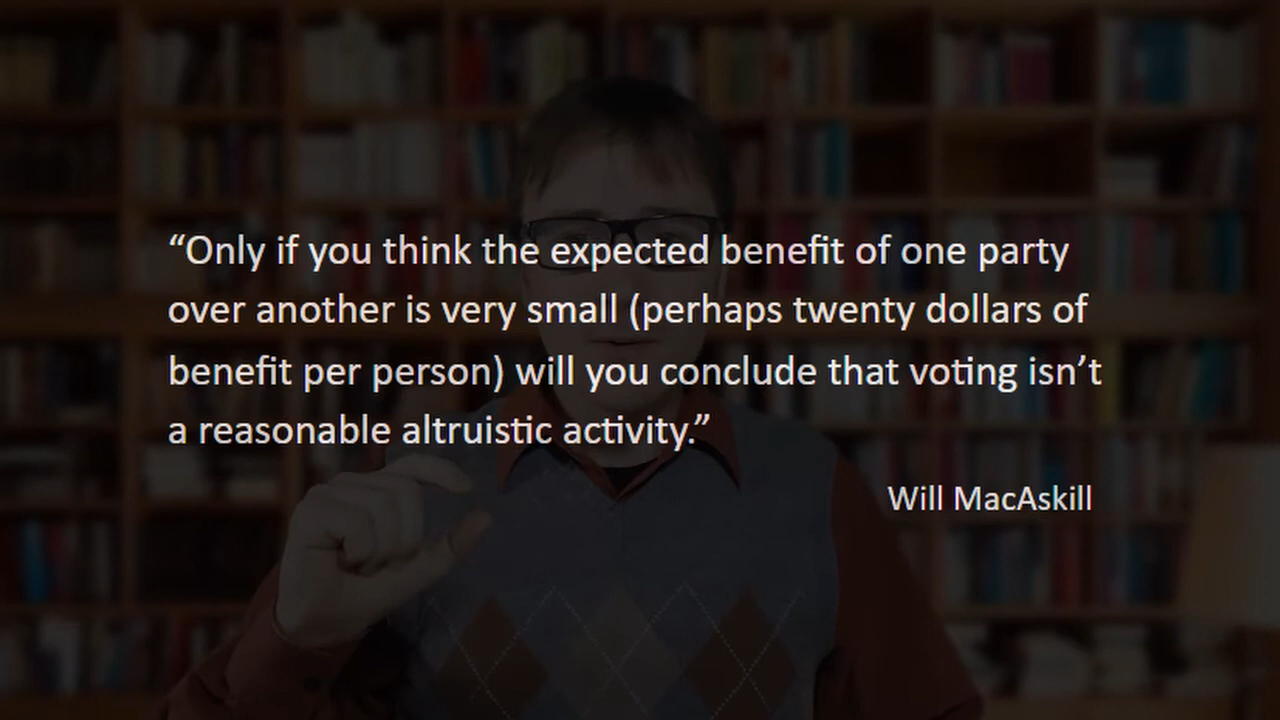 “Only if you think the expected benefit of one party
over another is very small (perhaps twenty dollars of
benefit per person) will you conclude that voting isn’t
a reasonable altruistic activity.”
Will MacAskill